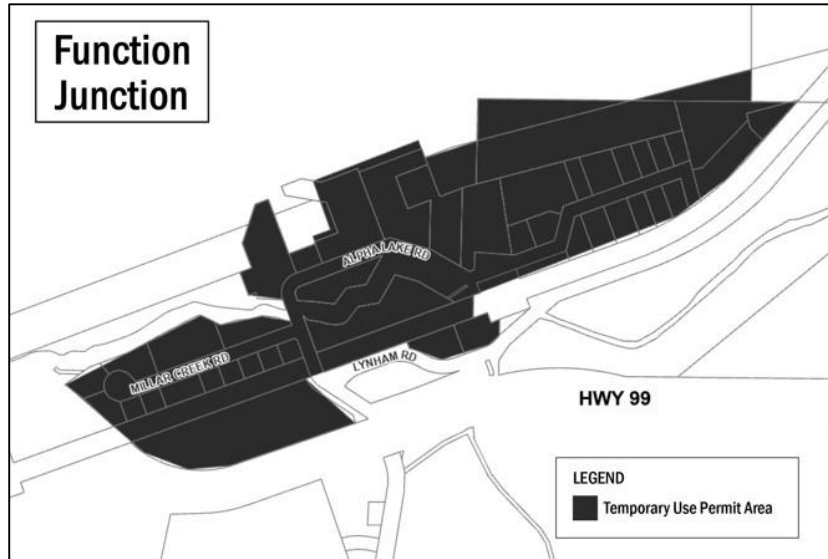 Function
Junction
ALPHA LAKE RD
MILLAR CREEK RD
LYNHAM RD
HWY 99
LEGEND
Temporary Use Permit Area